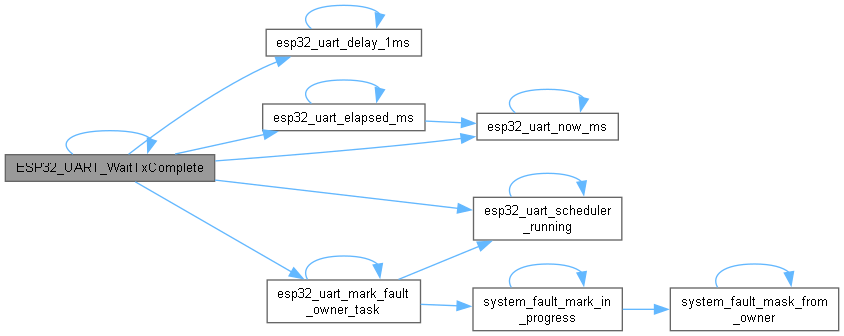 esp32_uart_delay_1ms
esp32_uart_elapsed_ms
esp32_uart_now_ms
ESP32_UART_WaitTxComplete
esp32_uart_scheduler
_running
esp32_uart_mark_fault
_owner_task
system_fault_mark_in
_progress
system_fault_mask_from
_owner